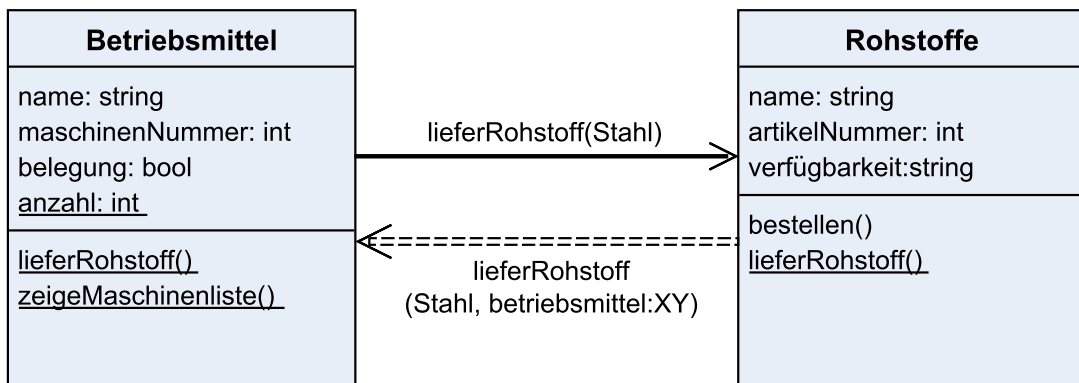 Betriebsmittel
name: string
maschinenNummer: int
belegung: bool
anzahl: int
lieferRohstoff()
zeigeMaschinenliste()
lieferRohstoff(Stahl)
lieferRohstoff
(Stahl, betriebsmittel:XY)
Rohstoffe
name: string
artikelNummer: int
verfügbarkeit:string
bestellen()
lieferRohstoff()